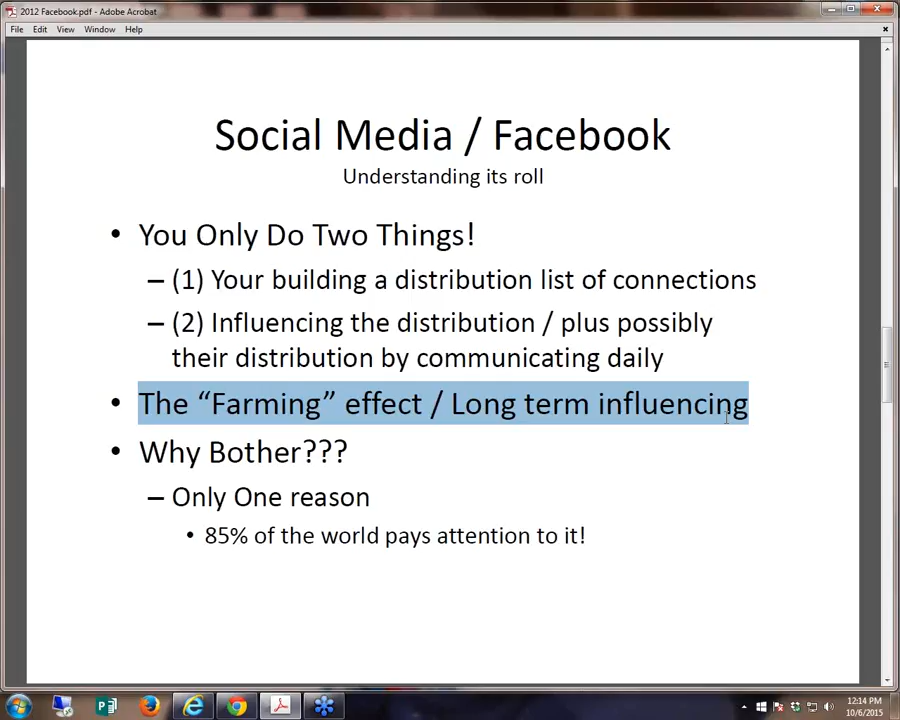 2012 Facebook.pdf - Adobe Acrobat
File Edit View Window Help
Social Media / Facebook
Understanding its roll
• You Only Do Two Things!
– (1) Your building a distribution list of connections
– (2) Influencing the distribution / plus possibly
their distribution by communicating daily
• The “Farming” effect / Long term influencing
• Why Bother???
– Only One reason
• 85% of the world pays attention to it!
12:14 PM
10/6/2015